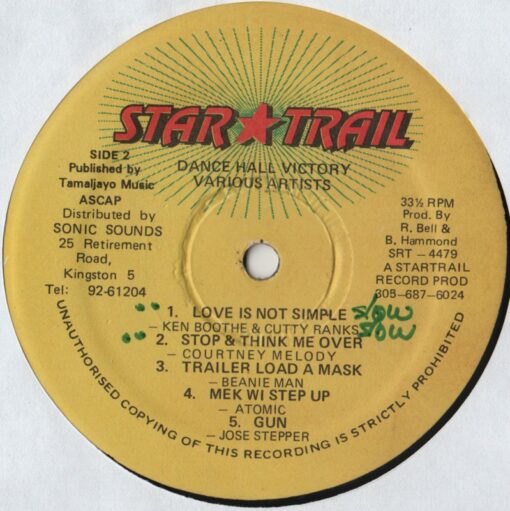 STAR★TRAIL
DANCE HALL VICTORY
VARIOUS ARTISTS
SIDE 2
Published by
Tamaljayo Music
ASCAP
Distributed by
SONIC SOUNDS
25 Retirement
Road,
Kingston 5
Tel: 92-61204
33⅓ RPM
Prod. By
R. Bell &
B. Hammond
SRT - 4479
A STARTRAIL
RECORD PROD
305-687-6024
1. LOVE IS NOT SIMPLE slow
- KEN BOOTHE & CUTTY RANKS
2. STOP & THINK ME OVER slow
- COURTNEY MELODY
3. TRAILER LOAD A MASK
- BEANIE MAN
4. MEK WI STEP UP
- ATOMIC
5. GUN
- JOSE STEPPER
UNAUTHORISED COPYING OF THIS RECORDING IS STRICTLY PROHIBITED